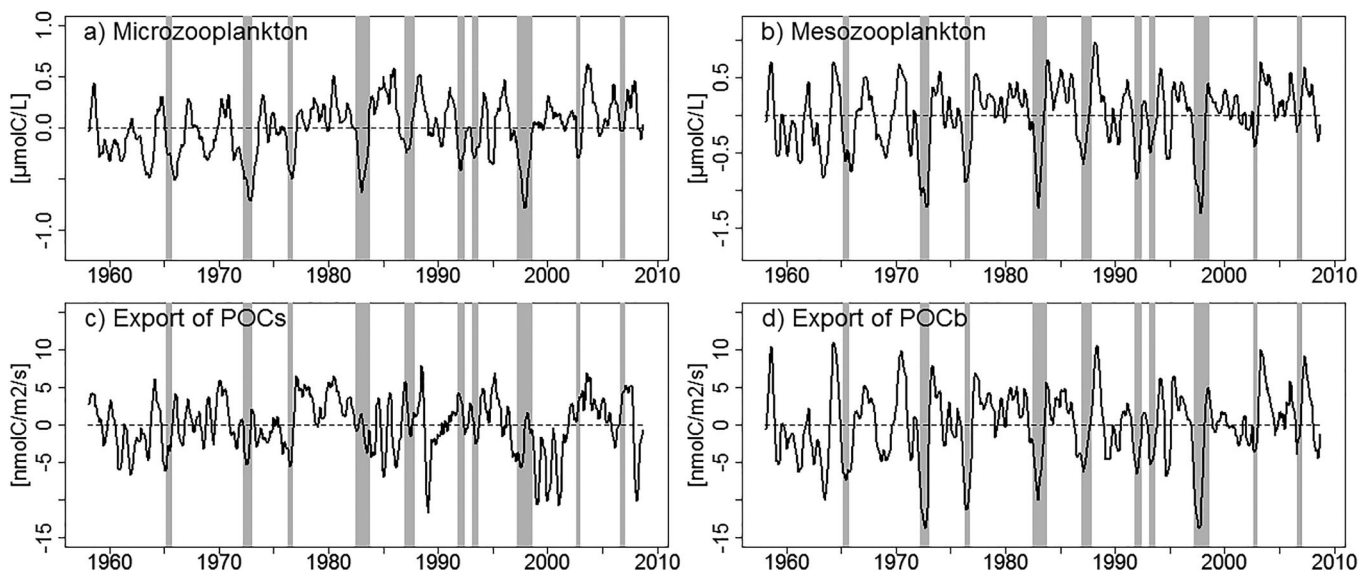 a) Microzooplankton
[µmolC/L]
1.0
0.5
0.0
-1.0
1960 1970 1980 1990 2000 2010
b) Mesozooplankton
[µmolC/L]
0.5
-0.5
-1.5
1960 1970 1980 1990 2000 2010
c) Export of POCs
[nmolC/m2/s]
10
5
0
-5
-15
1960 1970 1980 1990 2000 2010
d) Export of POCb
[nmolC/m2/s]
10
5
0
-5
-15
1960 1970 1980 1990 2000 2010